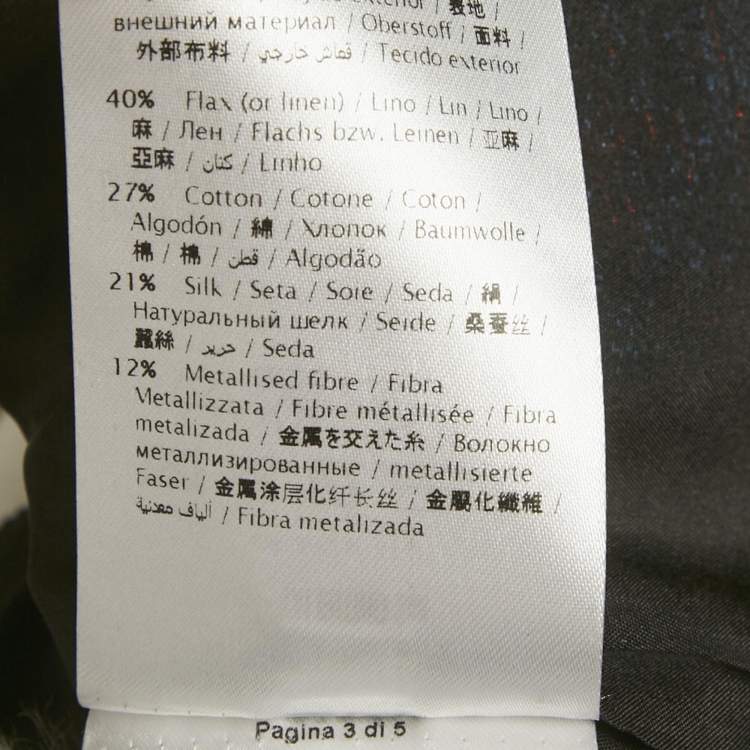 exterior / 表地 /
внешний материал / Oberstoff / 面料 /
外部布料 / قماش خارجي / Tecido exterior
40% Flax (or linen) / Lino / Lin / Lino /
麻 / Лен / Flachs bzw. Leinen / 亚麻 /
亞麻 / كتان / Linho
27% Cotton / Cotone / Coton /
Algodón / 綿 / Хлопок / Baumwolle /
棉 / 棉 / قطن / Algodão
21% Silk / Seta / Soie / Seda / 絹 /
Натуральный шелк / Seide / 桑蚕丝 /
蠶絲 / حرير / Seda
12% Metallised fibre / Fibra
Metallizzata / Fibre métallisée / Fibra
metalizada / 金属を交えた糸 / Волокно
металлизированные / metallisierte
Faser / 金属涂层化纤长丝 / 金屬化纖維 /
ألياف معدنية / Fibra metalizada
Pagina 3 di 5